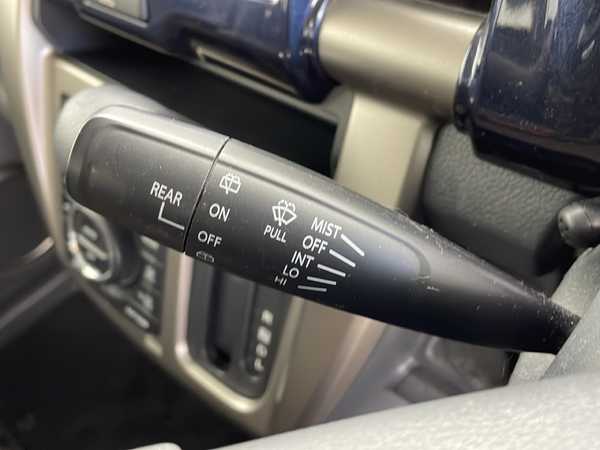 REAR
ON
OFF
PULL
MIST
OFF
INT
LO
HI